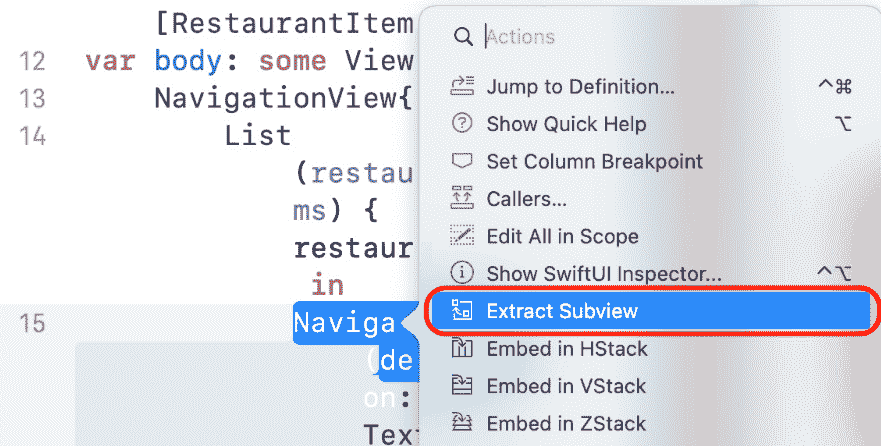 [RestaurantItem
12 var body: some View
13 NavigationView{
14 List
(restau
ms) {
restaur
in
15 Naviga
(de
on:
Text
Actions
Jump to Definition... ^⌘
Show Quick Help ⌥
Set Column Breakpoint
Callers...
Edit All in Scope
Show SwiftUI Inspector... ^⌥
Extract Subview
Embed in HStack
Embed in VStack
Embed in ZStack